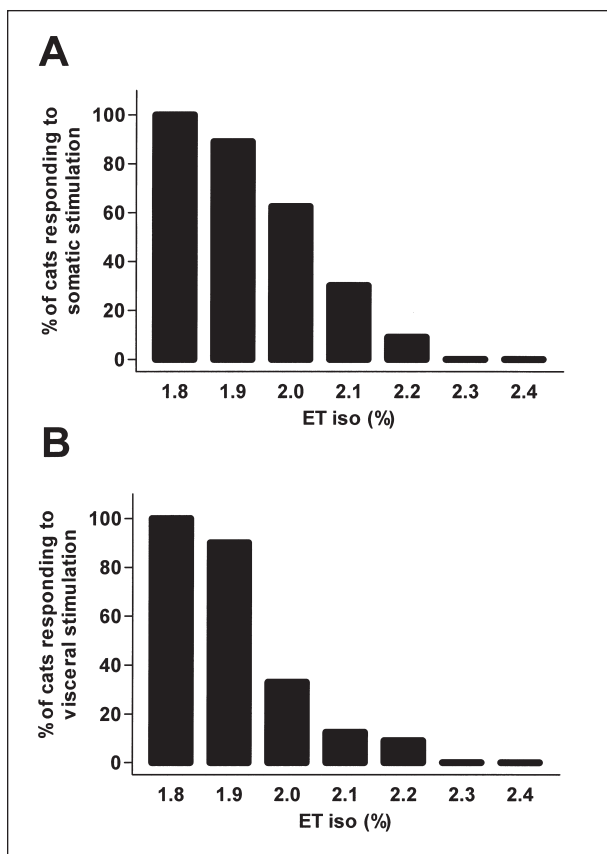 A
% of cats responding to
somatic stimulation
100
80
60
40
20
0
1.8 1.9 2.0 2.1 2.2 2.3 2.4
ET iso (%)
B
% of cats responding to
visceral stimulation
100
80
60
40
20
0
1.8 1.9 2.0 2.1 2.2 2.3 2.4
ET iso (%)